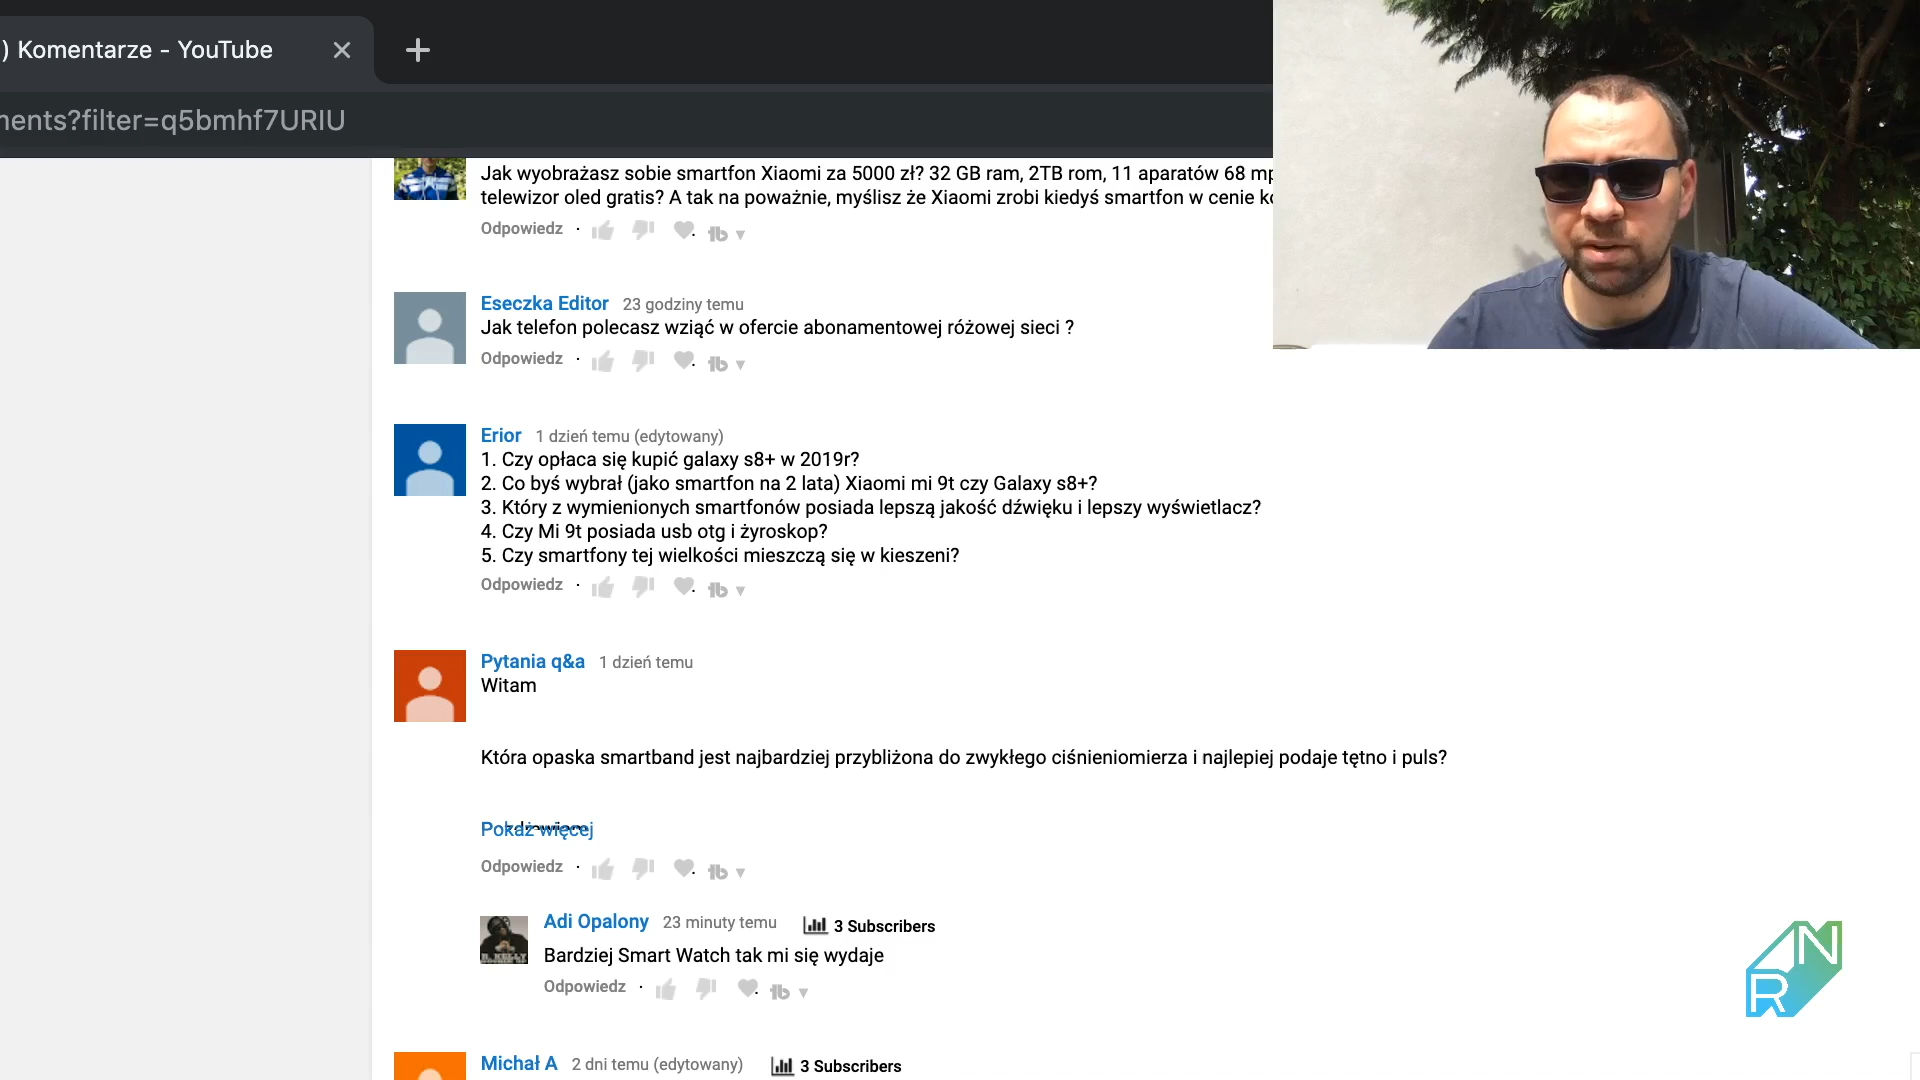 ) Komentarze - YouTube
ments?filter=q5bmhf7URIU
Jak wyobrażasz sobie smartfon Xiaomi za 5000 zł? 32 GB ram, 2TB rom, 11 aparatów 68 mp
telewizor oled gratis? A tak na poważnie, myślisz że Xiaomi zrobi kiedyś smartfon w cenie
Odpowiedz
Eseczka Editor 23 godziny temu
Jak telefon polecasz wziąć w ofercie abonamentowej różowej sieci ?
Odpowiedz
Erior 1 dzień temu (edytowany)
1. Czy opłaca się kupić galaxy s8+ w 2019r?
2. Co byś wybrał (jako smartfon na 2 lata) Xiaomi mi 9t czy Galaxy s8+?
3. Który z wymienionych smartfonów posiada lepszą jakość dźwięku i lepszy wyświetlacz?
4. Czy Mi 9t posiada usb otg i żyroskop?
5. Czy smartfony tej wielkości mieszczą się w kieszeni?
Odpowiedz
Pytania q&a 1 dzień temu
Witam
Która opaska smartband jest najbardziej przybliżona do zwykłego ciśnieniomierza i najlepiej podaje tętno i puls?
Pokaż więcej
Odpowiedz
Adi Opalony 23 minuty temu 3 Subscribers
Bardziej Smart Watch tak mi się wydaje
Odpowiedz
Michał A 2 dni temu (edytowany) 3 Subscribers
RN